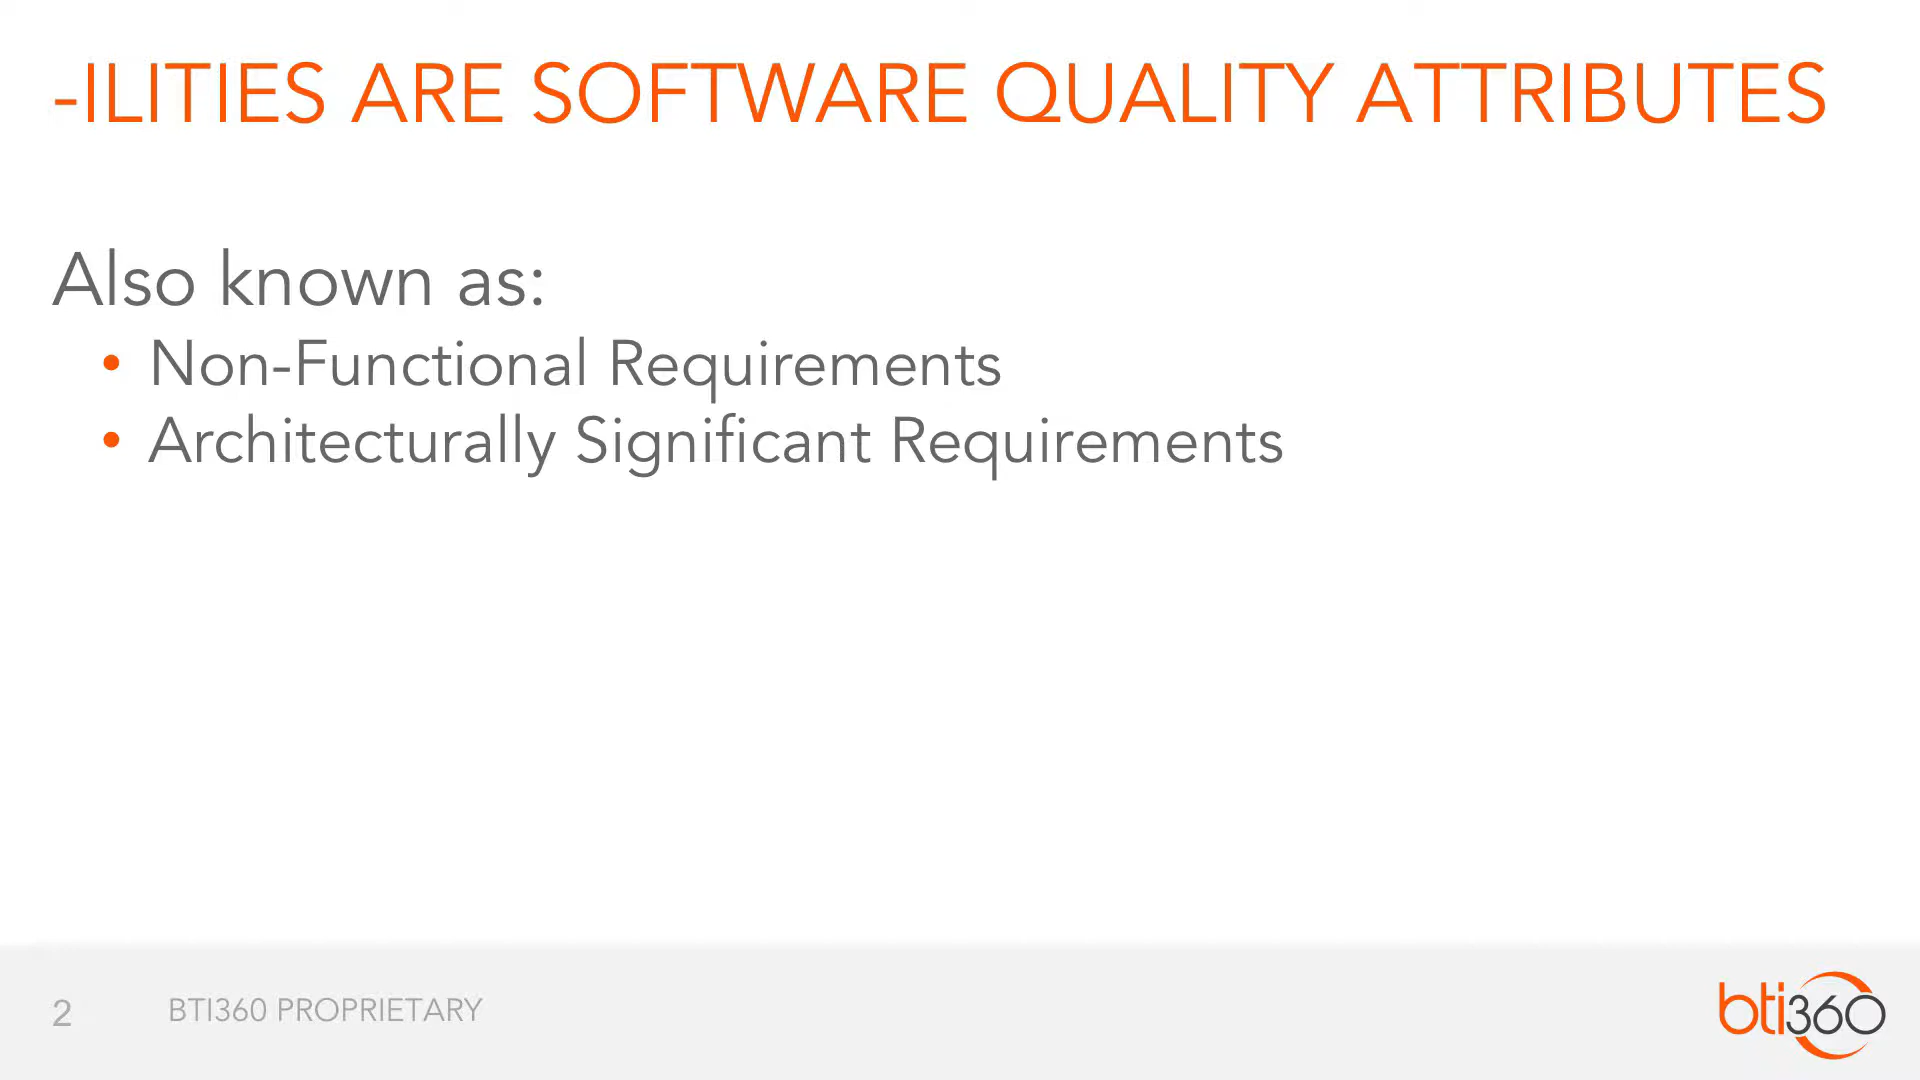 -ILITIES ARE SOFTWARE QUALITY ATTRIBUTES
Also known as:
• Non-Functional Requirements
• Architecturally Significant Requirements
2 BTI360 PROPRIETARY
bti360